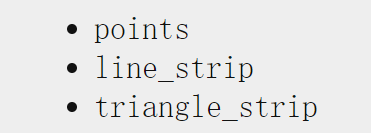 • points
• line_strip
• triangle_strip